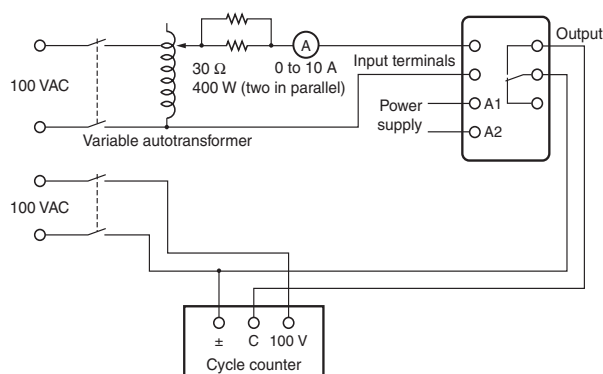 Output
100 VAC
30 Ω
400 W (two in parallel)
A
0 to 10 A
Input terminals
A1
A2
Power
supply
Variable autotransformer
100 VAC
± C 100 V
Cycle counter